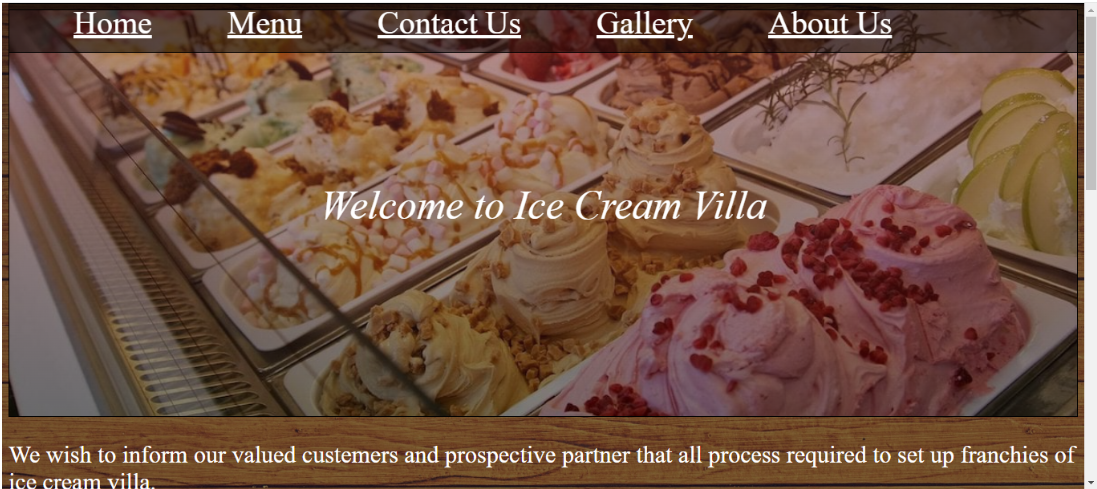 Home Menu Contact Us Gallery About Us
Welcome to Ice Cream Villa
We wish to inform our valued custemers and prospective partner that all process required to set up franchies of
ice cream villa.